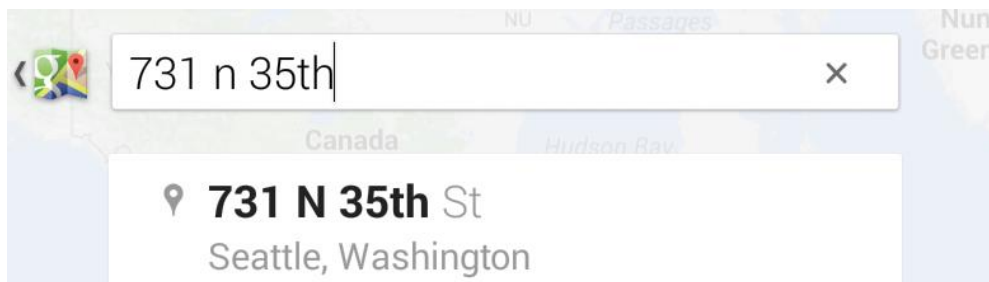 NU Passages Nun
731 n 35th
Green
Canada Hudson Bay
731 N 35th St
Seattle, Washington